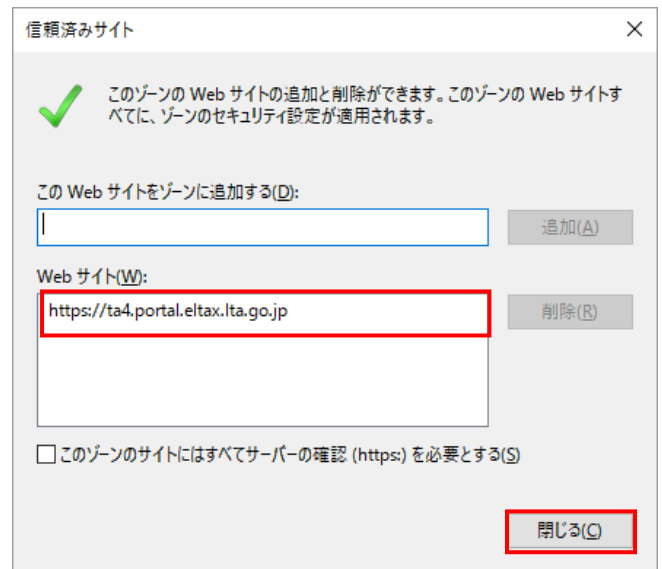 信頼済みサイト
このゾーンの Web サイトの追加と削除ができます。このゾーンの Web サイトす
べてに、ゾーンのセキュリティ設定が適用されます。
この Web サイトをゾーンに追加する(D):
追加(A)
Web サイト(W):
https://ta4.portal.eltax.lta.go.jp
削除(R)
このゾーンのサイトにはすべてサーバーの確認 (https:) を必要とする(S)
閉じる(C)